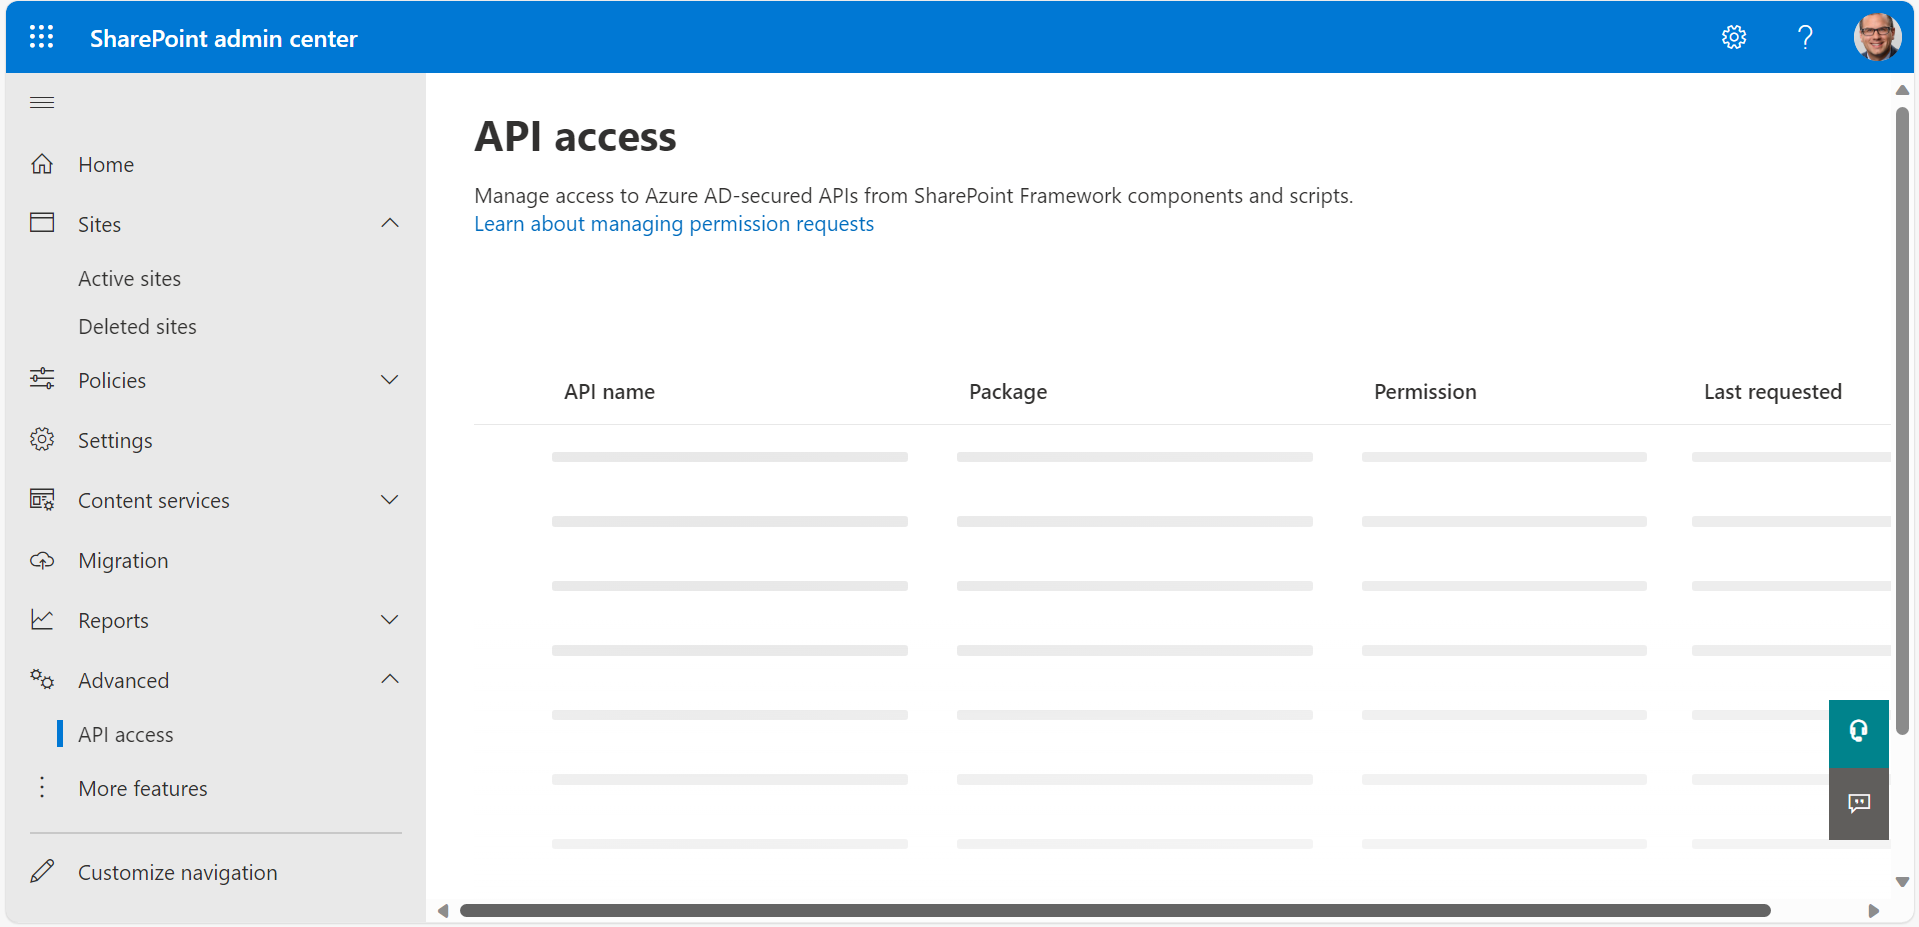 SharePoint admin center
Home
Sites
Active sites
Deleted sites
Policies
Settings
Content services
Migration
Reports
Advanced
API access
More features
Customize navigation
API access
Manage access to Azure AD-secured APIs from SharePoint Framework components and scripts.
Learn about managing permission requests
API name Package Permission Last requested